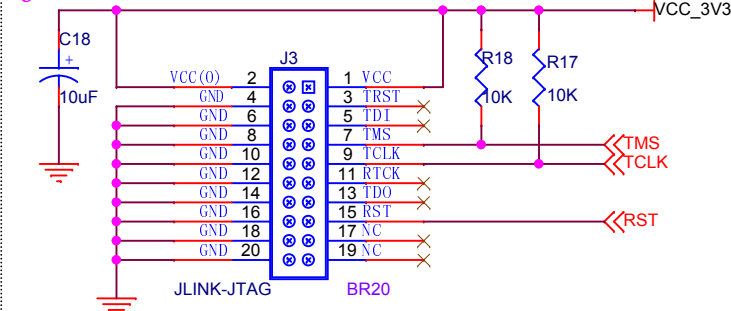 VCC_3V3
C18
+
10uF
J3
R18
10K
R17
10K
VCC(0) 2 1 VCC
GND 4 3 TRST
GND 6 5 TDI
GND 8 7 TMS
GND 10 9 TCLK
GND 12 11 RTCK
GND 14 13 TDO
GND 16 15 RST
GND 18 17 NC
GND 20 19 NC
TMS
TCLK
RST
JLINK-JTAG
BR20